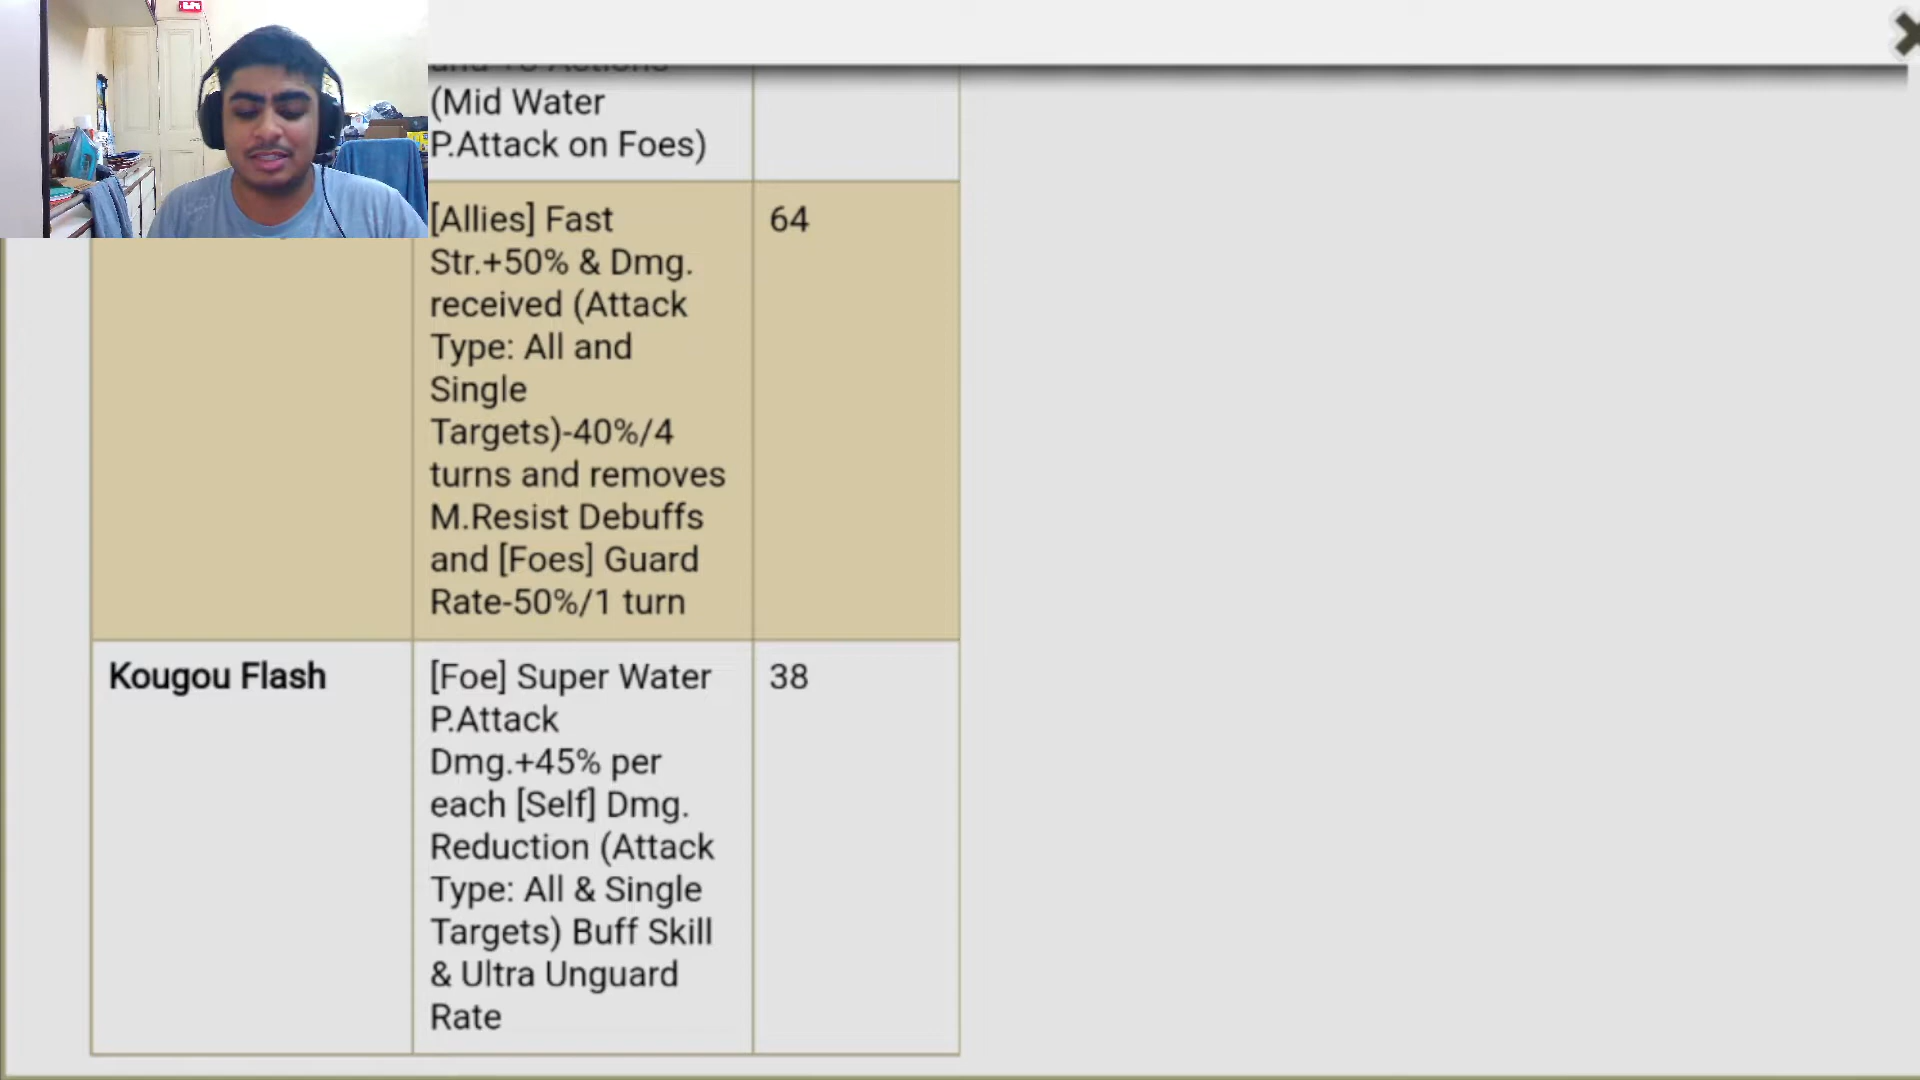 (Mid Water
P.Attack on Foes)
[Allies] Fast
Str.+50% & Dmg.
received (Attack
Type: All and
Single
Targets)-40%/4
turns and removes
M.Resist Debuffs
and [Foes] Guard
Rate-50%/1 turn
64
Kougou Flash
[Foe] Super Water
P.Attack
Dmg.+45% per
each [Self] Dmg.
Reduction (Attack
Type: All & Single
Targets) Buff Skill
& Ultra Unguard
Rate
38